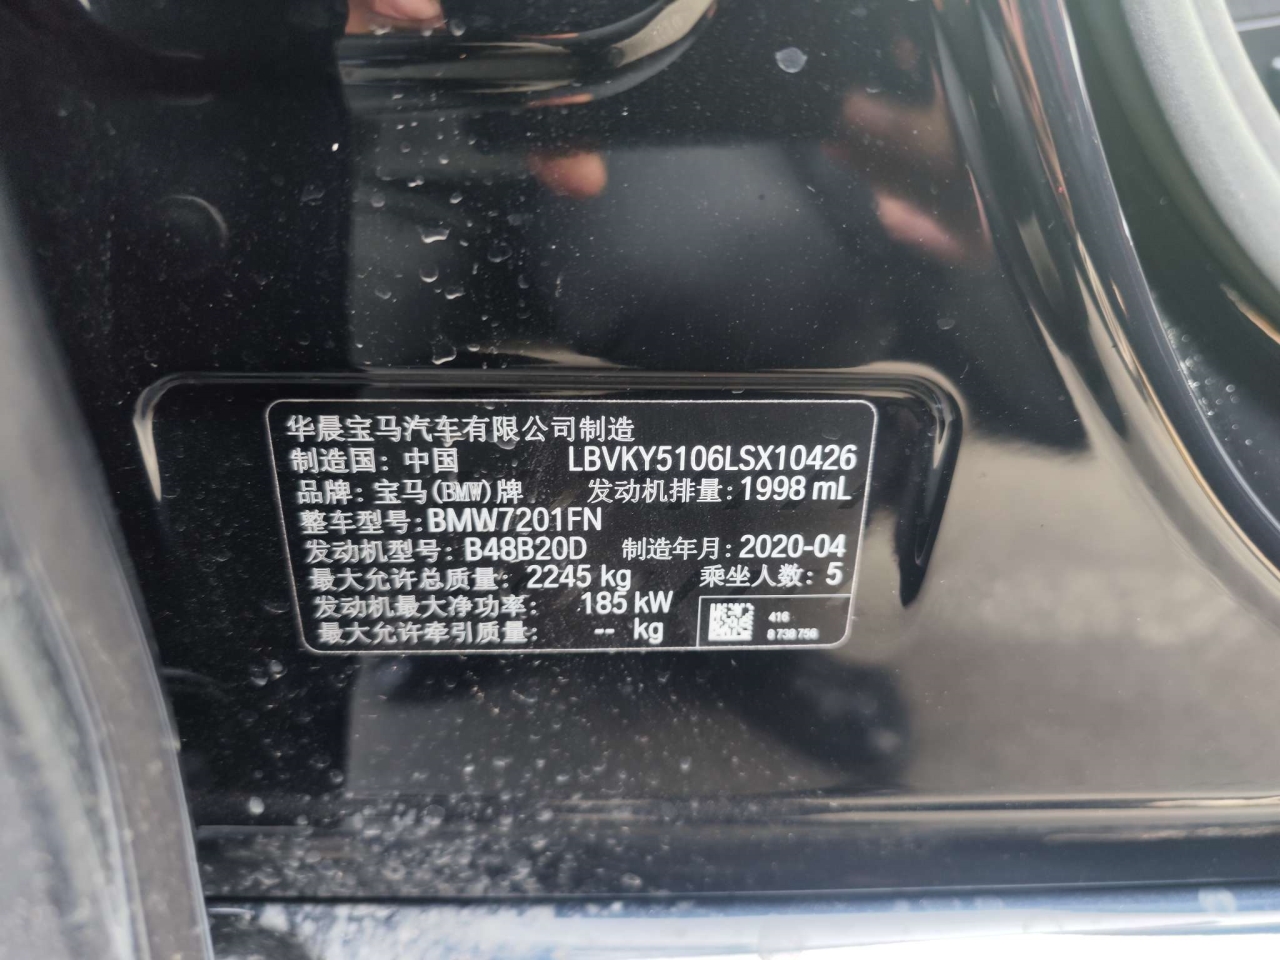 华晨宝马汽车有限公司制造
制造国：中国 LBVKY5106LSX10426
品牌：宝马(BMW)牌 发动机排量：1998 mL
整车型号：BMW7201FN
发动机型号：B48B20D 制造年月：2020-04
最大允许总质量：2245 kg 乘坐人数：5
发动机最大净功率：185 kW
最大允许牵引质量：-- kg
416
8 738 756